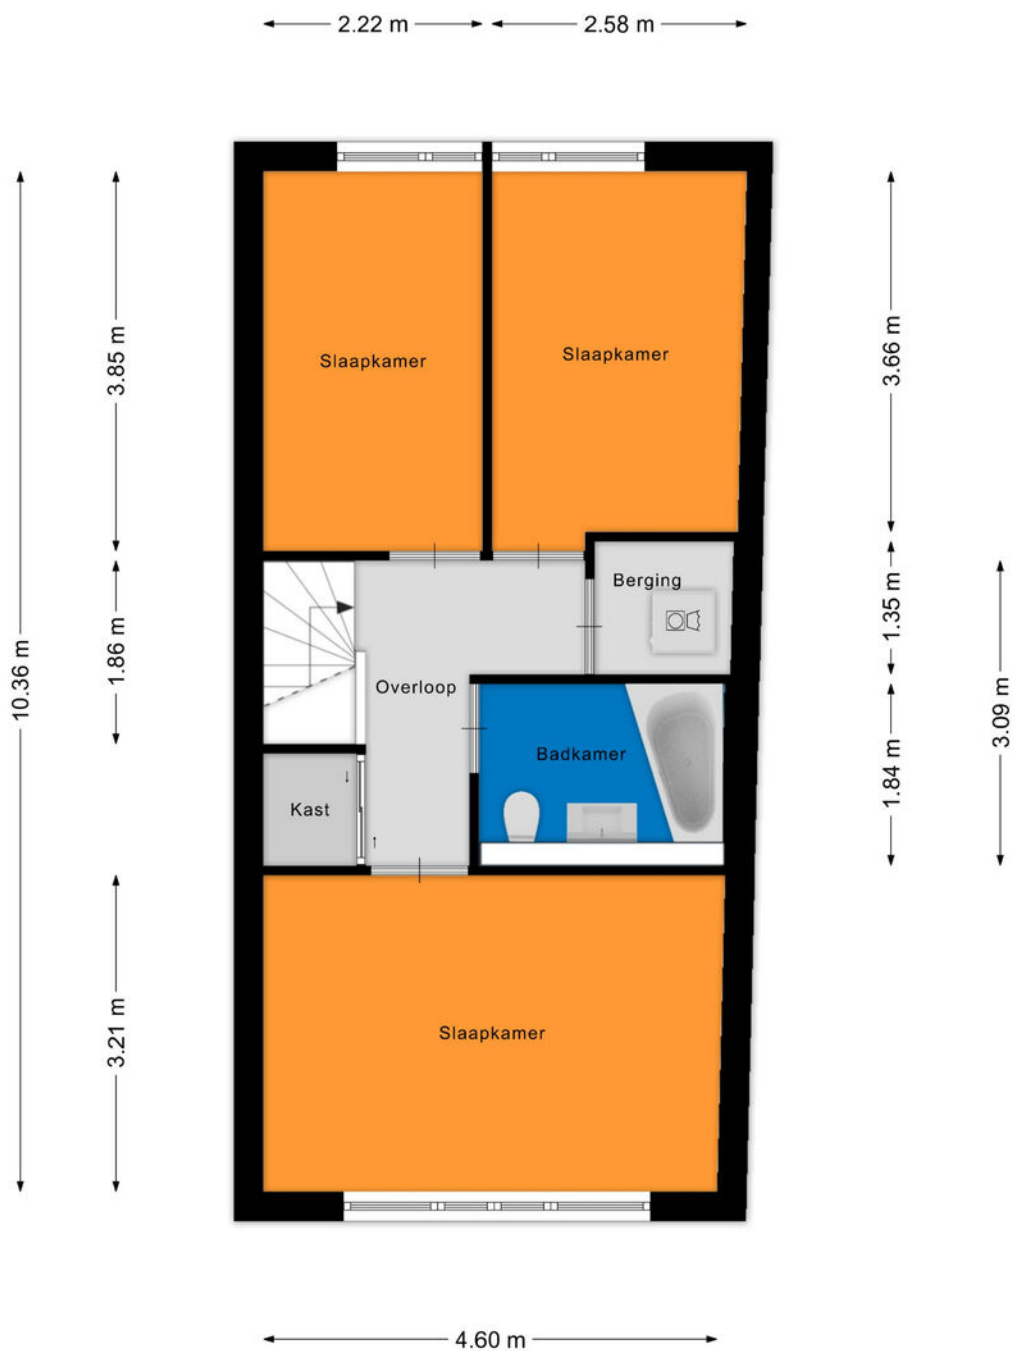 2.22 m
2.58 m
Slaapkamer
Slaapkamer
3.85 m
3.66 m
Berging
1.35 m
1.86 m
10.36 m
Overloop
3.09 m
Badkamer
1.84 m
Kast
3.21 m
Slaapkamer
4.60 m